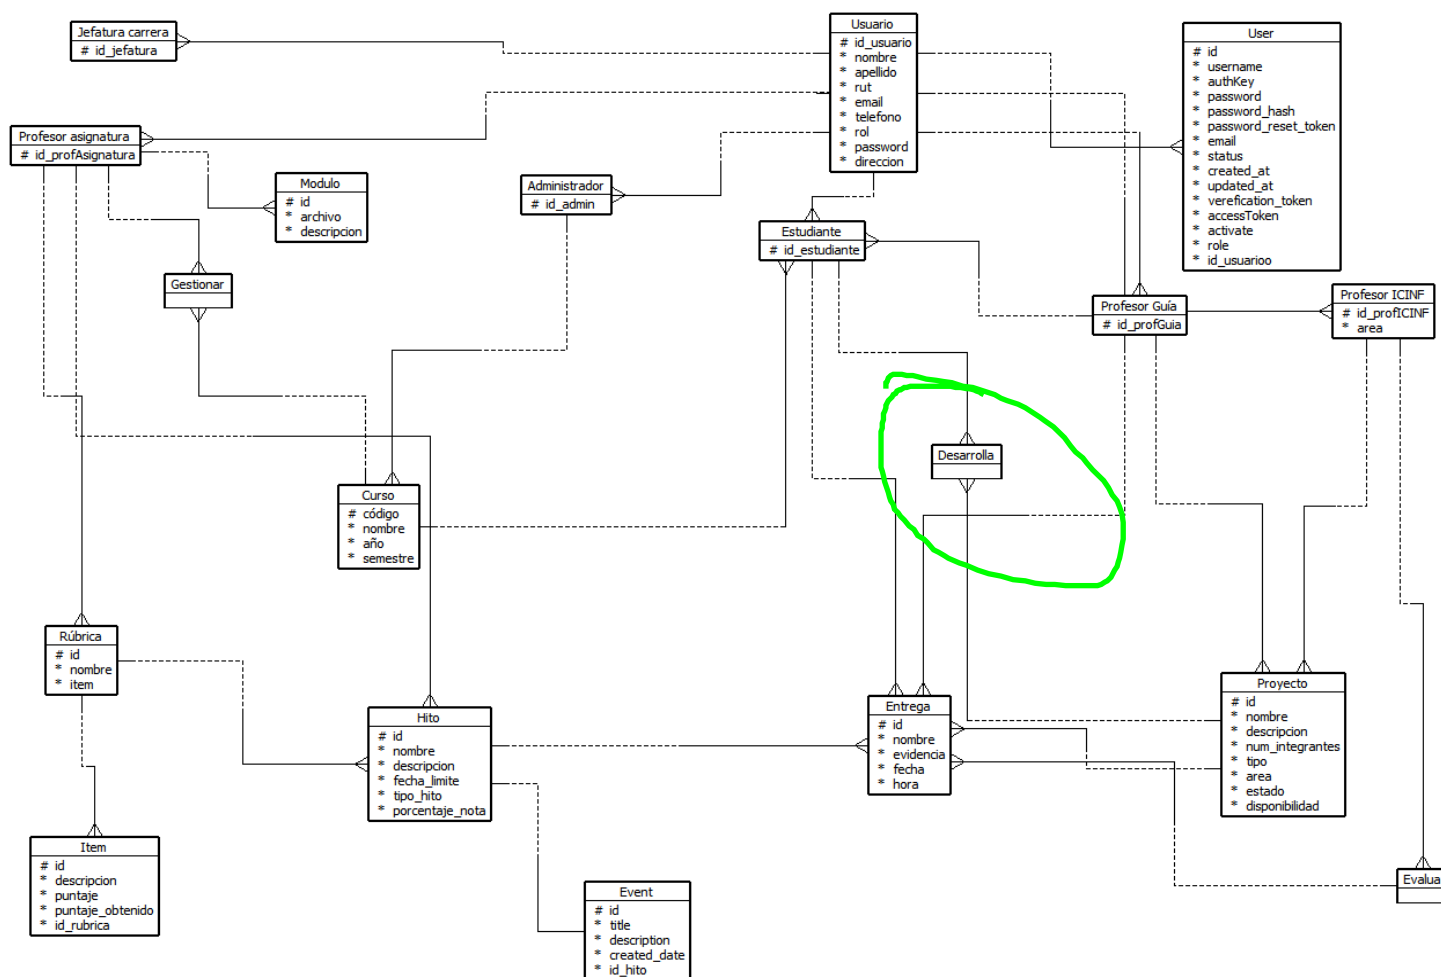 Jefatura carrera
# id_jefatura
Usuario
# id_usuario
* nombre
* apellido
* rut
* email
* telefono
* rol
* password
* direccion
User
# id
* username
* authKey
* password
* password_hash
* password_reset_token
* email
* status
* created_at
* updated_at
* verefication_token
* accessToken
* activate
* role
* id_usuarioo
Profesor asignatura
# id_profAsignatura
Modulo
# id
* archivo
* descripcion
Administrador
# id_admin
Estudiante
# id_estudiante
Gestionar
Profesor Guía
# id_profGuia
Profesor ICINF
# id_profICINF
* area
Desarrolla
Curso
# código
* nombre
* año
* semestre
Rúbrica
# id
* nombre
* item
Hito
# id
* nombre
* descripcion
* fecha_limite
* tipo_hito
* porcentaje_nota
Entrega
# id
* nombre
* evidencia
* fecha
* hora
Proyecto
# id
* nombre
* descripcion
* num_integrantes
* tipo
* area
* estado
* disponibilidad
Item
# id
* descripcion
* puntaje
* puntaje_obtenido
* id_rubrica
Event
# id
* title
* description
* created_date
* id_hito
Evalua